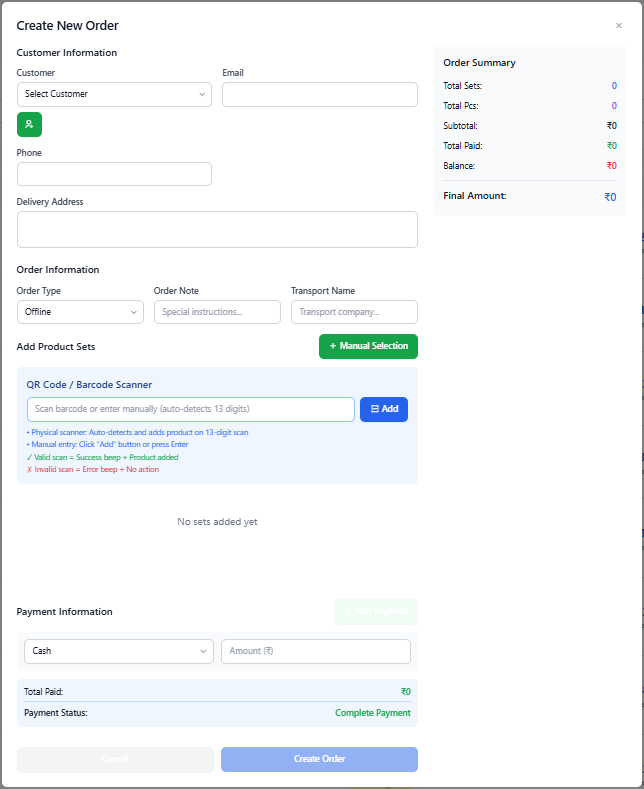 Create New Order
×
Customer Information
Customer
Email
Select Customer
Phone
Delivery Address
Order Information
Order Type
Order Note
Transport Name
Offline
Special instructions...
Transport company...
Add Product Sets
+ Manual Selection
QR Code / Barcode Scanner
Scan barcode or enter manually (auto-detects 13 digits)
Add
• Physical scanner: Auto-detects and adds product on 13-digit scan
• Manual entry: Click "Add" button or press Enter
✓ Valid scan = Success beep + Product added
✗ Invalid scan = Error beep + No action
No sets added yet
Payment Information
+ Add Payment
Cash
Amount (₹)
Total Paid: ₹0
Payment Status: Complete Payment
Cancel
Create Order
Order Summary
Total Sets: 0
Total Pcs: 0
Subtotal: ₹0
Total Paid: ₹0
Balance: ₹0
Final Amount: ₹0